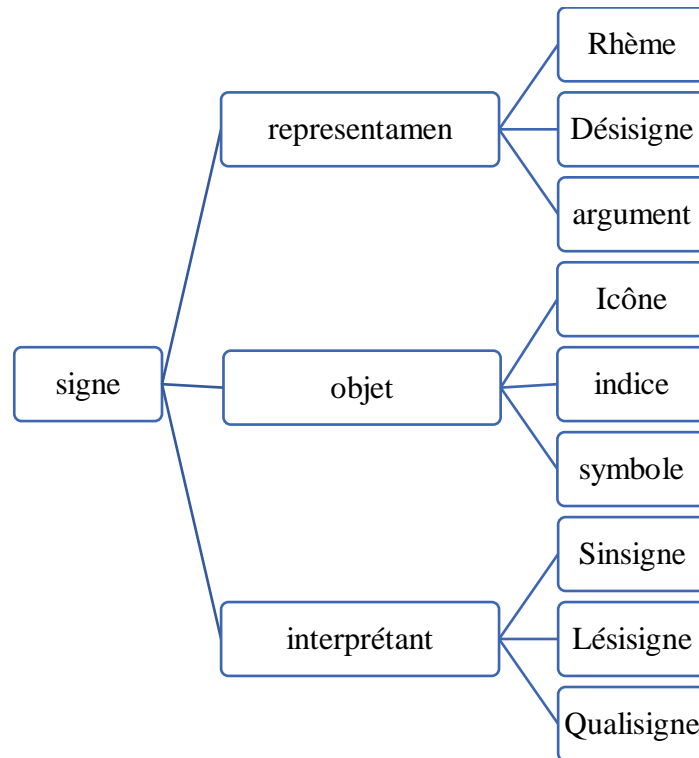 signe
representamen
Rhème
Désisigne
argument
objet
Icône
indice
symbole
interprétant
Sinsigne
Lésisigne
Qualisigne